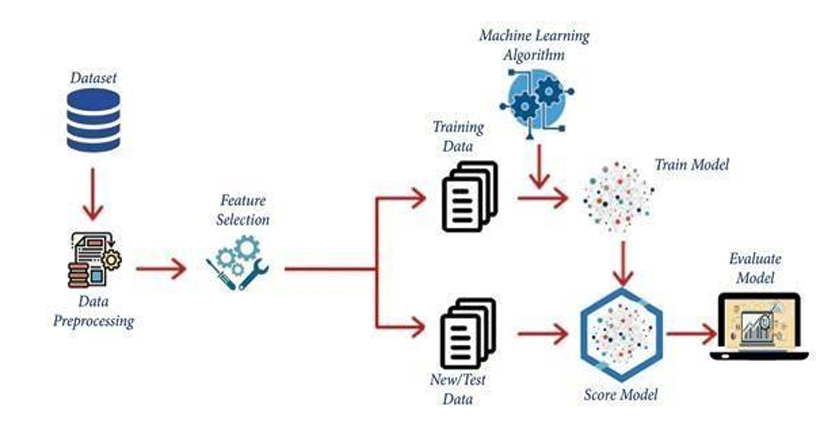 Machine Learning
Algorithm
Dataset
Training
Data
Train Model
Feature
Selection
Evaluate
Model
Data
Preprocessing
New/Test
Data
Score Model